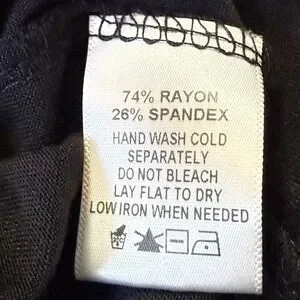 74% RAYON
26% SPANDEX
HAND WASH COLD
SEPARATELY
DO NOT BLEACH
LAY FLAT TO DRY
LOW IRON WHEN NEEDED